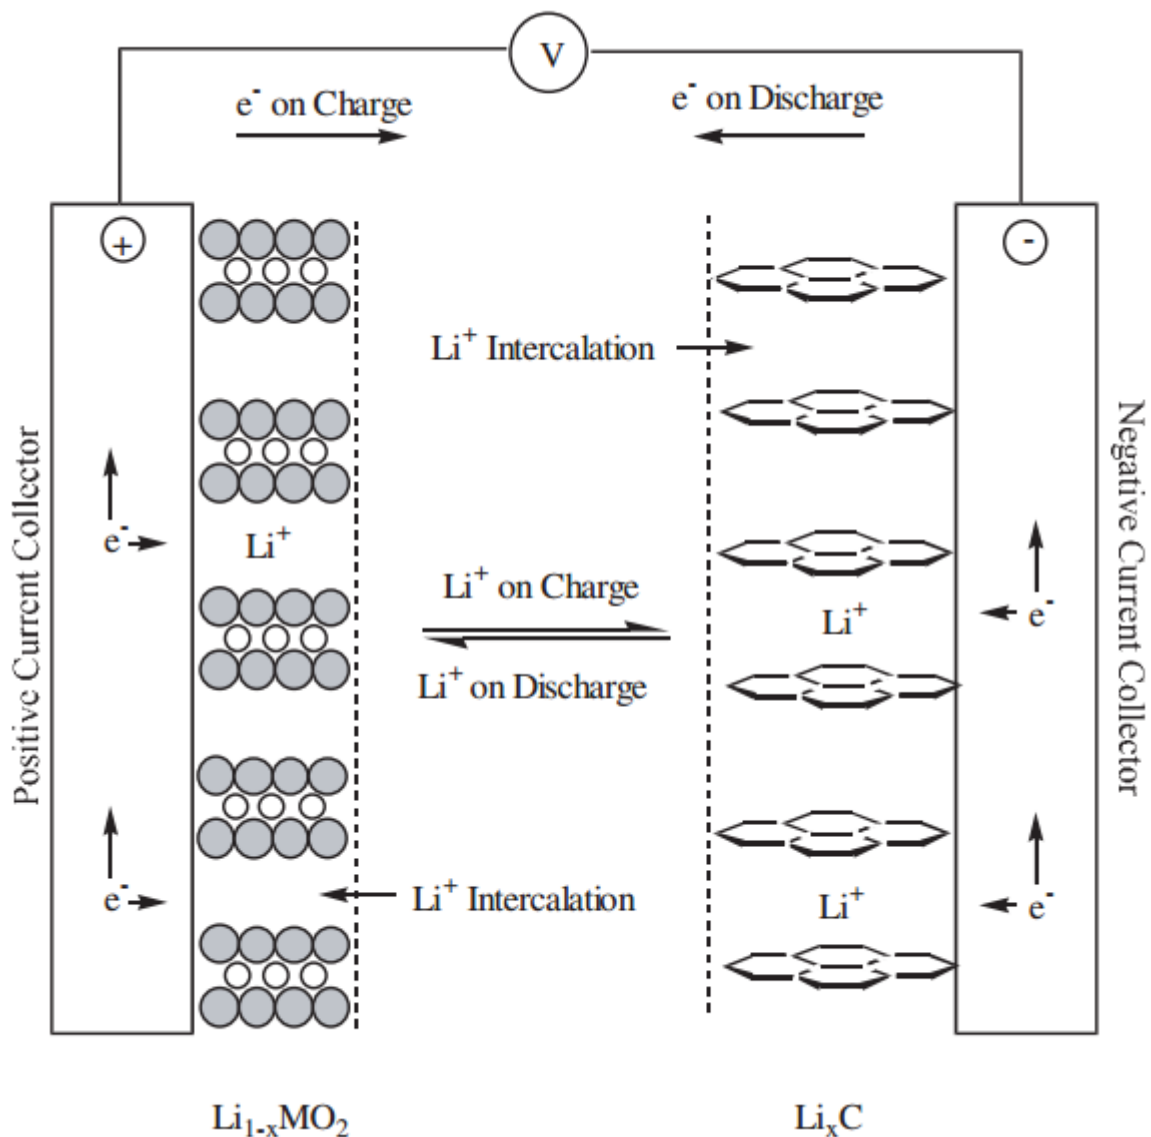 V
e⁻ on Charge
e⁻ on Discharge
+
-
Li⁺ Intercalation
Positive Current Collector
Negative Current Collector
e⁻
Li⁺
Li⁺ on Charge
Li⁺
e⁻
Li⁺ on Discharge
e⁻
Li⁺ Intercalation
Li⁺
e⁻
Li₁₋ₓMO₂
LiₓC